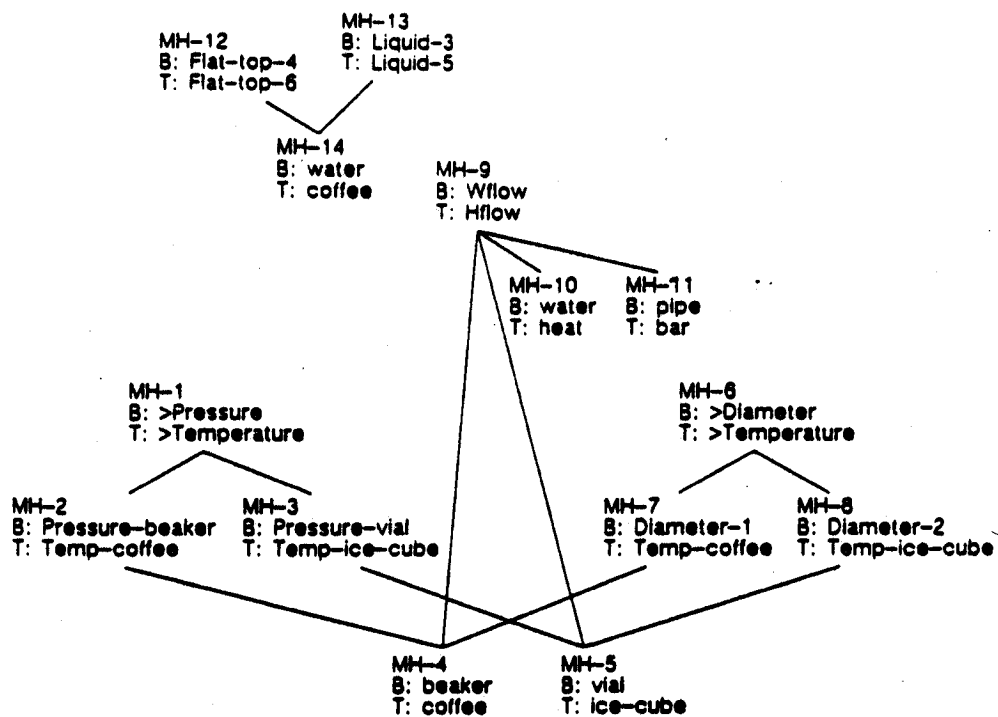 MH-12
B: Flat-top-4
T: Flat-top-6
MH-13
B: Liquid-3
T: Liquid-5
MH-14
B: water
T: coffee
MH-9
B: Wflow
T: Hflow
MH-10
B: water
T: heat
MH-11
B: pipe
T: bar
MH-1
B: >Pressure
T: >Temperature
MH-6
B: >Diameter
T: >Temperature
MH-2
B: Pressure-beaker
T: Temp-coffee
MH-3
B: Pressure-vial
T: Temp-ice-cube
MH-7
B: Diameter-1
T: Temp-coffee
MH-8
B: Diameter-2
T: Temp-ice-cube
MH-4
B: beaker
T: coffee
MH-5
B: vial
T: ice-cube